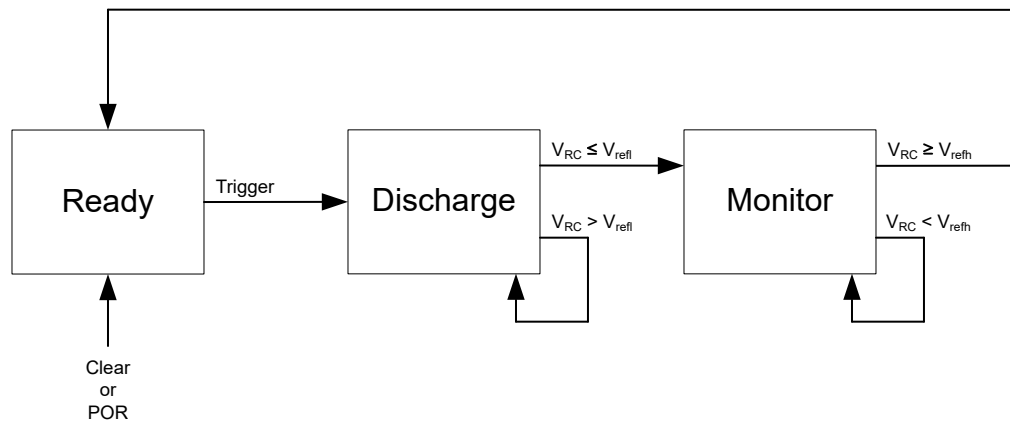 Ready
Trigger
Discharge
V_RC ≤ V_refl
V_RC > V_refl
Monitor
V_RC ≥ V_refh
V_RC < V_refh
Clear
or
POR